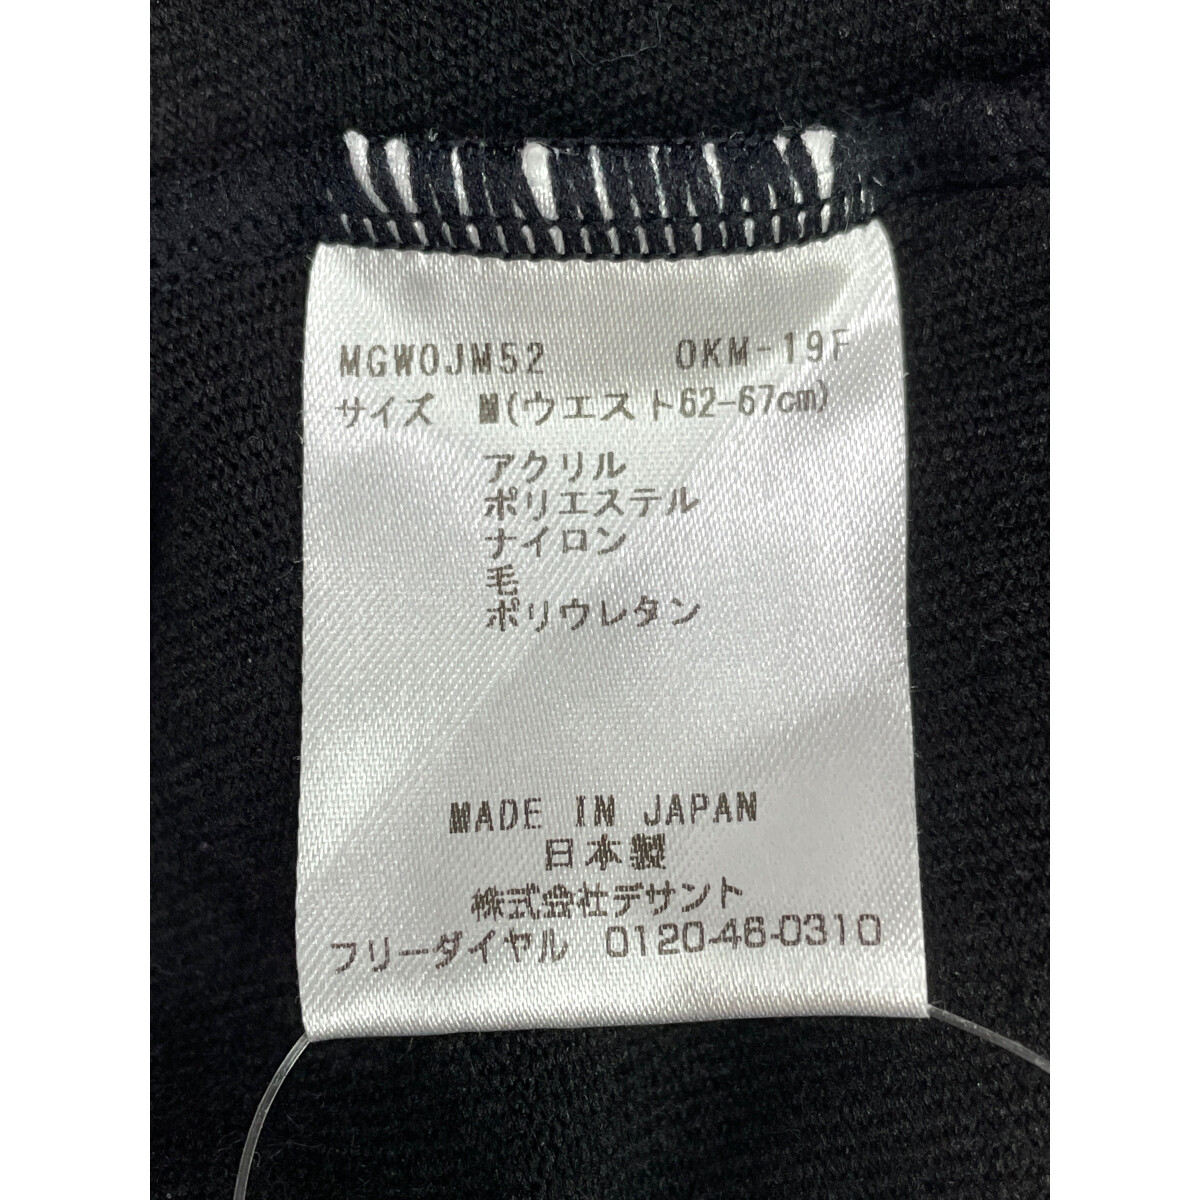 MGW0JM52 0KM-19F
サイズ M(ウエスト62-67cm)
アクリル
ポリエステル
ナイロン
毛
ポリウレタン
MADE IN JAPAN
日本製
株式会社デサント
フリーダイヤル 0120-46-0310